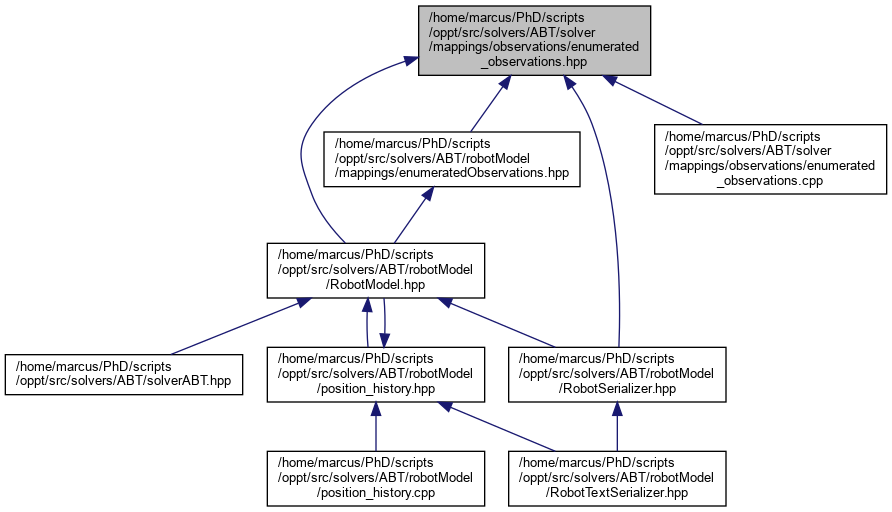 /home/marcus/PhD/scripts
/oppt/src/solvers/ABT/solver
/mappings/observations/enumerated
_observations.hpp
/home/marcus/PhD/scripts
/oppt/src/solvers/ABT/robotModel
/mappings/enumeratedObservations.hpp
/home/marcus/PhD/scripts
/oppt/src/solvers/ABT/solver
/mappings/observations/enumerated
_observations.cpp
/home/marcus/PhD/scripts
/oppt/src/solvers/ABT/robotModel
/RobotModel.hpp
/home/marcus/PhD/scripts
/oppt/src/solvers/ABT/solverABT.hpp
/home/marcus/PhD/scripts
/oppt/src/solvers/ABT/robotModel
/position_history.hpp
/home/marcus/PhD/scripts
/oppt/src/solvers/ABT/robotModel
/RobotSerializer.hpp
/home/marcus/PhD/scripts
/oppt/src/solvers/ABT/robotModel
/position_history.cpp
/home/marcus/PhD/scripts
/oppt/src/solvers/ABT/robotModel
/RobotTextSerializer.hpp